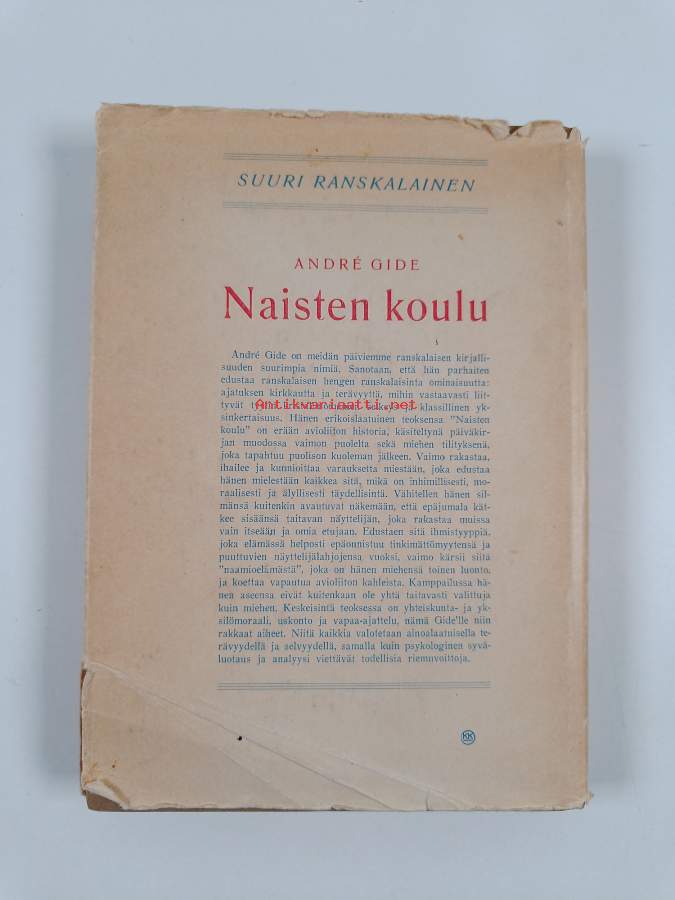 SUURI RANSKALAINEN
ANDRÉ GIDE
Naisten koulu
André Gide on meidän päiviemme ranskalaisen kirjalli-
suuden suurimpia nimiä. Sanotaan, että hän parhaiten
edustaa ranskalaisen hengen ranskalaisinta ominaisuutta:
ajatuksen kirkkautta ja terävyyttä, mihin vastaavasti liit-
tyvät tyylin ja klassillinen yk-
Antikvariaatti.net
sinkertaisuus. Hänen erikoislaatuinen teoksensa "Naisten
koulu" on erään avioliiton historia, käsiteltynä päiväkir-
jan muodossa vaimon puolelta sekä miehen tilityksenä,
joka tapahtuu puolison kuoleman jälkeen. Vaimo rakastaa,
ihailee ja kunnioittaa varauksetta miestään, joka edustaa
hänen mielestään kaikkea sitä, mikä on inhimillisesti, mo-
raalisesti ja älyllisesti täydellisintä. Vähitellen hänen sil-
mänsä kuitenkin avautuvat näkemään, että epäjumala kät-
kee sisäänsä taitavan näyttelijän, joka rakastaa muissa
vain itseään ja omia etujaan. Edustaen sitä ihmistyyppiä,
joka elämässä helposti epäonnistuu tinkimättömyytensä ja
puuttuvien näyttelijälahjojensa vuoksi, vaimo kärsii siitä
"naamioelämästä", joka on hänen miehensä toinen luonto,
ja koettaa vapautua avioliiton kahleista. Kamppailussa hä-
nen aseensa eivät kuitenkaan ole yhtä taitavasti valittuja
kuin miehen. Keskeisintä teoksessa on yhteiskunta- ja yk-
silömoraali, uskonto ja vapaa-ajattelu, nämä Gide'ille niin
rakkaat aiheet. Niitä kaikkia valotetaan ainoalaatuisella te-
rävyydellä ja selvyydellä, samalla kuin psykologinen syvä-
luotaus ja analyysi viettävät todellisia riemuvoittoja.
KK